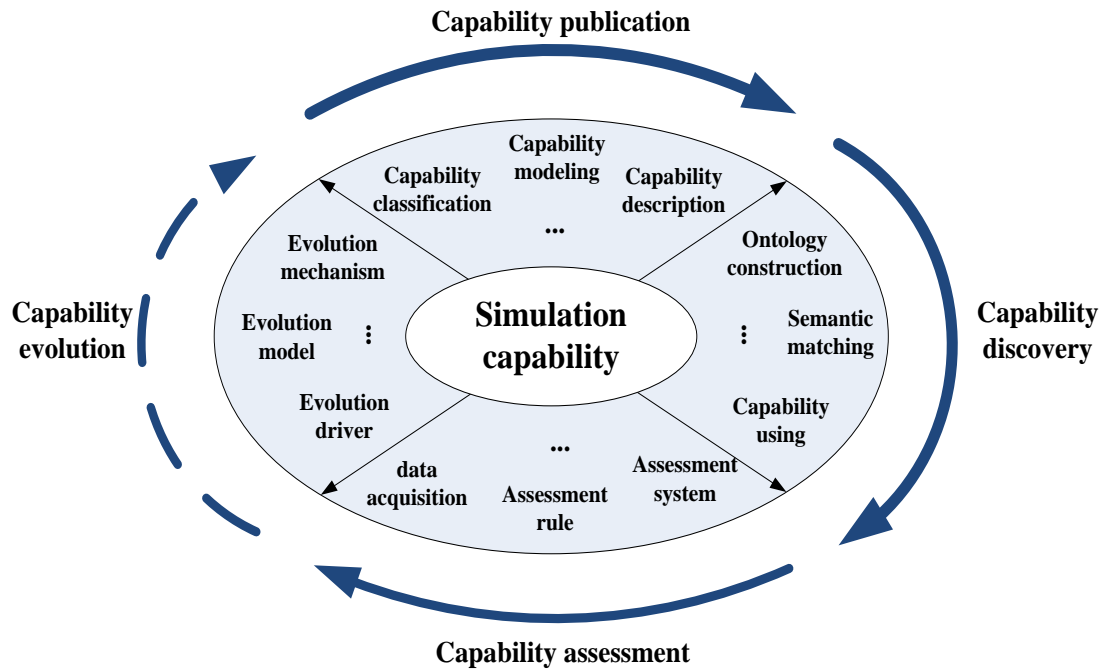 Capability publication
Capability
modeling
Capability
classification
Capability
description
...
Evolution
mechanism
Ontology
construction
Capability
evolution
Evolution
model
...
Simulation
capability
...
Semantic
matching
Capability
discovery
Evolution
driver
Capability
using
...
data
acquisition
Assessment
rule
Assessment
system
Capability assessment